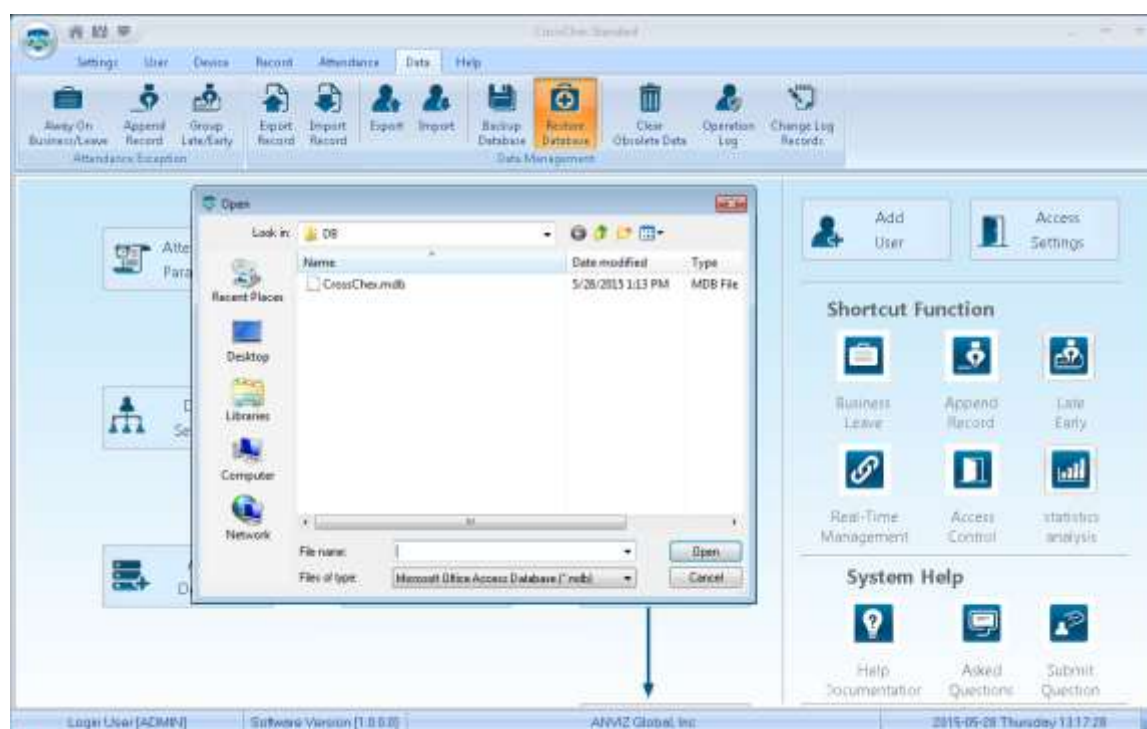 CrossChex Standard
Settings User Device Record Attendance Data Help
Away On Business/Leave
Append Record
Group Late/Early
Export Record
Import Record
Export
Import
Backup Database
Restore Database
Clear Obsolete Data
Operation Log
Change Log Records
Attendance Exception
Data Management
Open
Look in: DB
Name
Date modified
Type
CrossChex.mdb
5/28/2015 1:13 PM
MDB File
Recent Places
Desktop
Libraries
Computer
Network
File name:
Open
Files of type:
Microsoft Office Access Database (*.mdb)
Cancel
Atte
Para
D
Se
D
Add
User
Access
Settings
Shortcut Function
Business
Leave
Append
Record
Late
Early
Real-Time
Management
Access
Control
statistics
analysis
System Help
Help
Documentation
Asked
Questions
Submit
Question
Login User [ADMIN]
Software Version [1.0.0.0]
ANVIZ Global, Inc
2015-05-28 Thursday 13:17:28